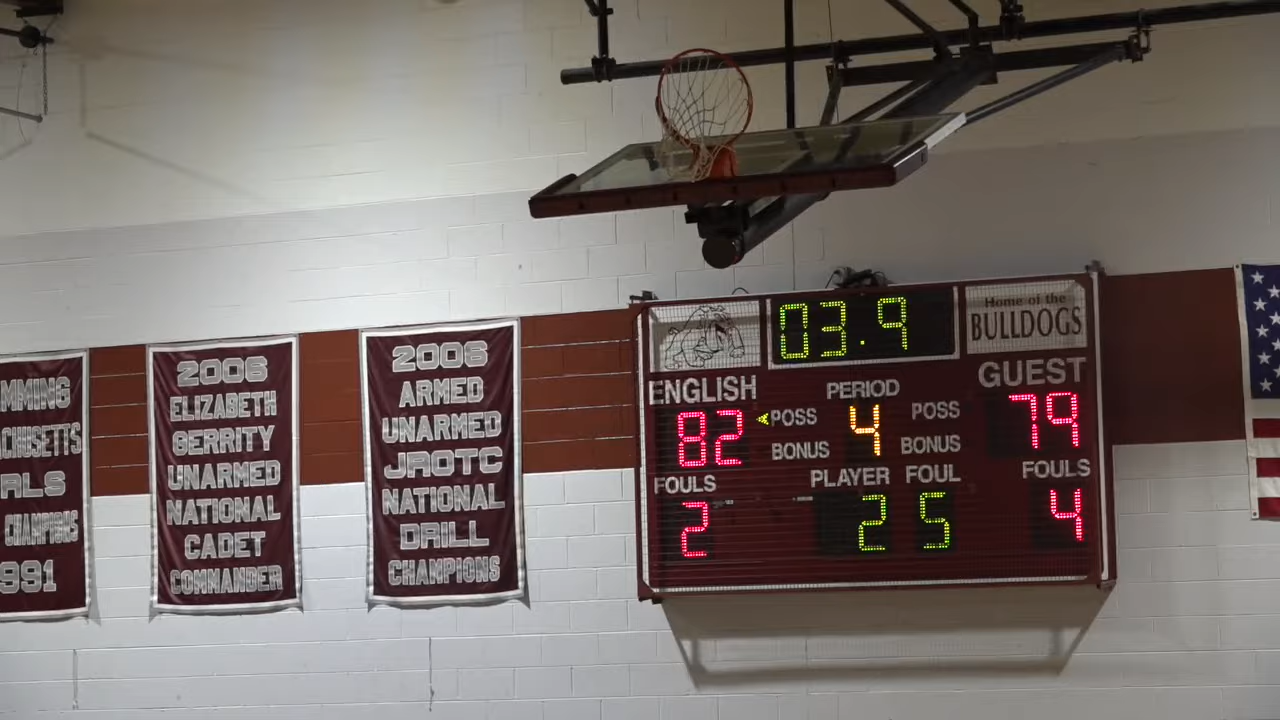 MMING
ACHUSETTS
RLS
CHAMPIONS
991
2006
ELIZABETH
GERRITY
UNARMED
NATIONAL
CADET
COMMANDER
2006
ARMED
UNARMED
JROTC
NATIONAL
DRILL
CHAMPIONS
03.9
Home of the
BULLDOGS
ENGLISH
PERIOD
GUEST
82
POSS
4
POSS
79
BONUS
BONUS
FOULS
PLAYER FOUL
FOULS
2
2 5
4